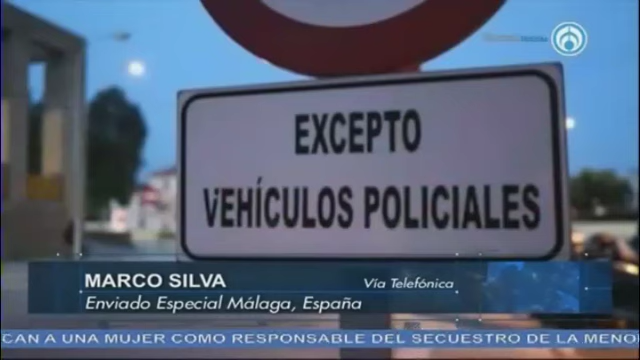 EXCEPTO
VEHÍCULOS POLICIALES
MARCO SILVA
Vía Telefónica
Enviado Especial Málaga, España
CAN A UNA MUJER COMO RESPONSABLE DEL SECUESTRO DE LA MENO